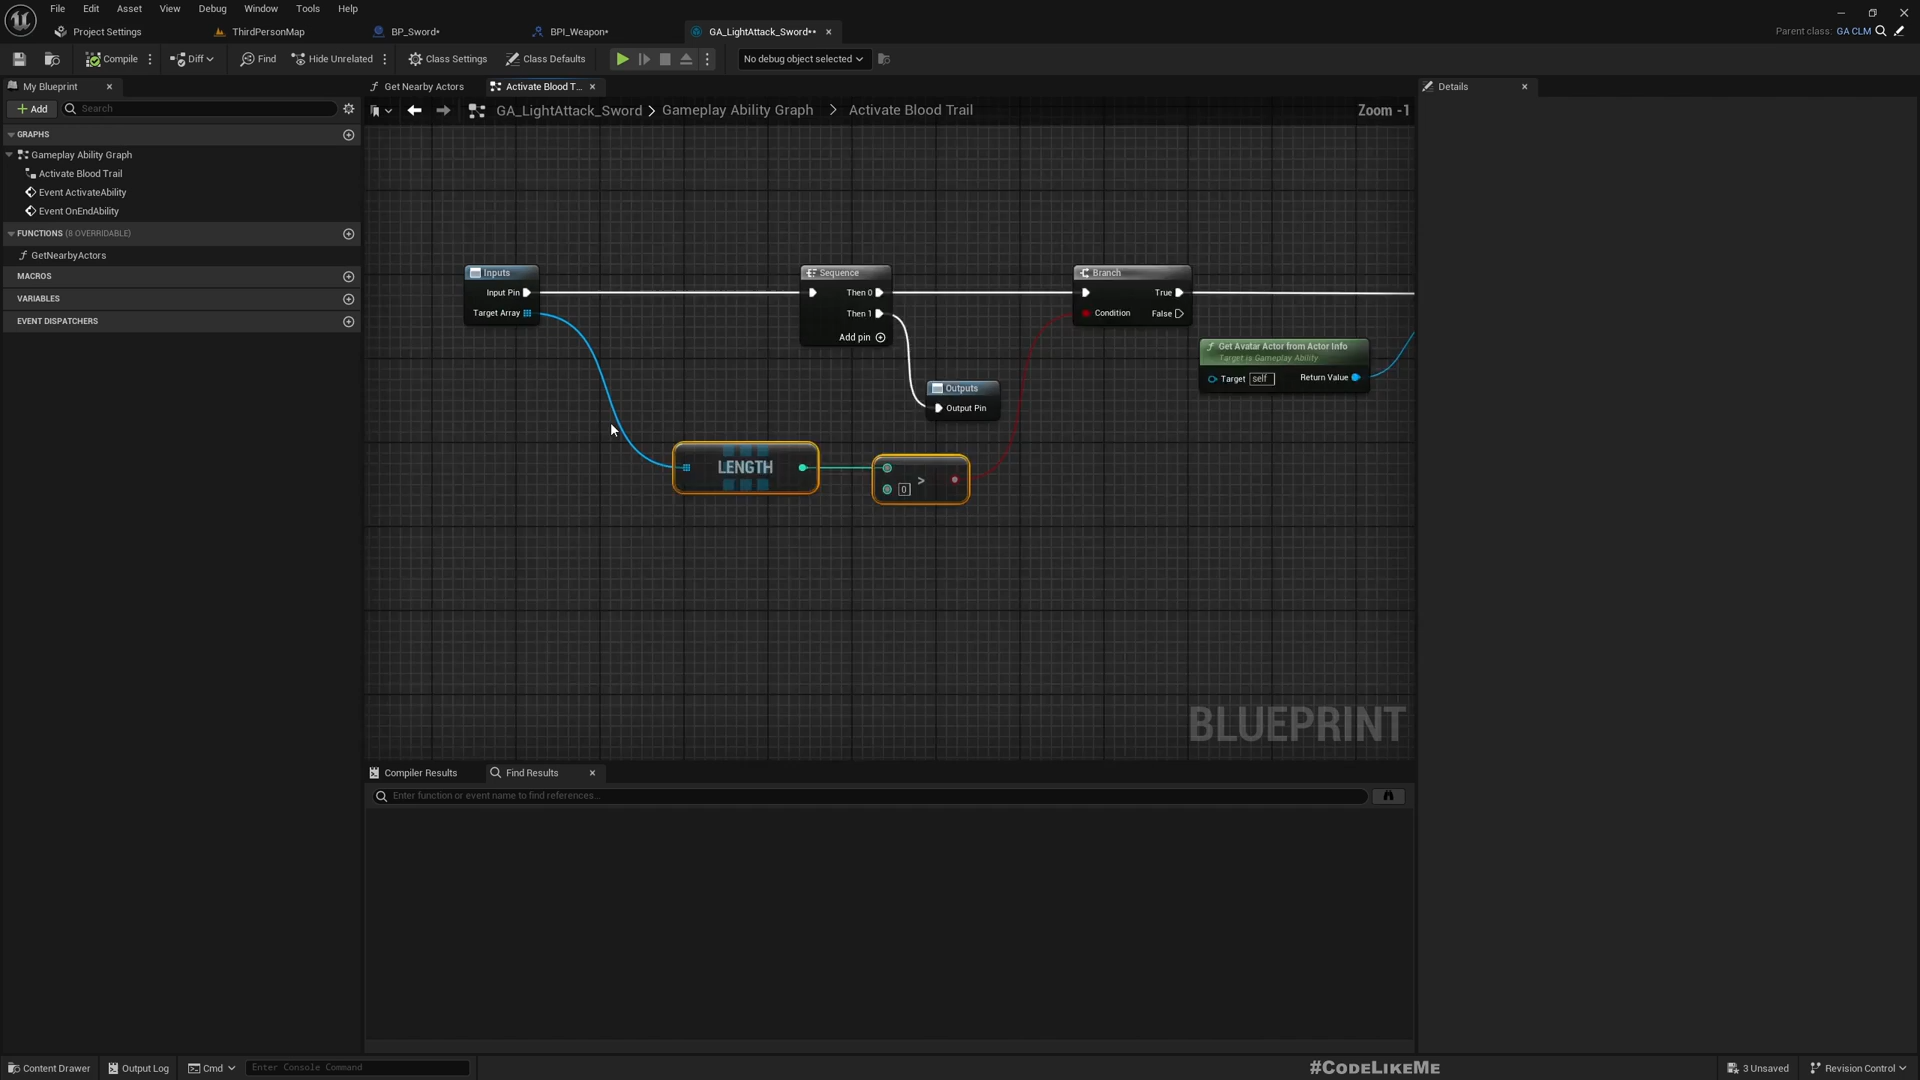 File Edit Asset View Window Debug Tools Help
Project Settings ThirdPersonMap BP_Sword* BPI_Weapon* GA_LightAttack_Sword**
Parent class: GA CLM
Compile Diff Find Hide Unrelated Class Settings Class Defaults No debug object selected
My Blueprint Get Nearby Actors Activate Blood T... Details
Add Search
GA_LightAttack_Sword > Gameplay Ability Graph > Activate Blood Trail Zoom -1
GRAPHS
Gameplay Ability Graph
Activate Blood Trail
Event ActivateAbility
Event OnEndAbility
FUNCTIONS (8 OVERRIDABLE)
GetNearbyActors
MACROS
VARIABLES
EVENT DISPATCHERS
Inputs
Input Pin
Target Array
Sequence
Then 0
Then 1
Add pin
Branch
True
Condition False
Get Avatar Actor from Actor Info
Target is Gameplay Ability
Target self Return Value
Outputs
Output Pin
LENGTH
>
0
BLUEPRINT
Compiler Results Find Results
Enter function or event name to find references...
Content Drawer Output Log Cmd Enter Console Command
#CODELIKEME
3 Unsaved Revision Control